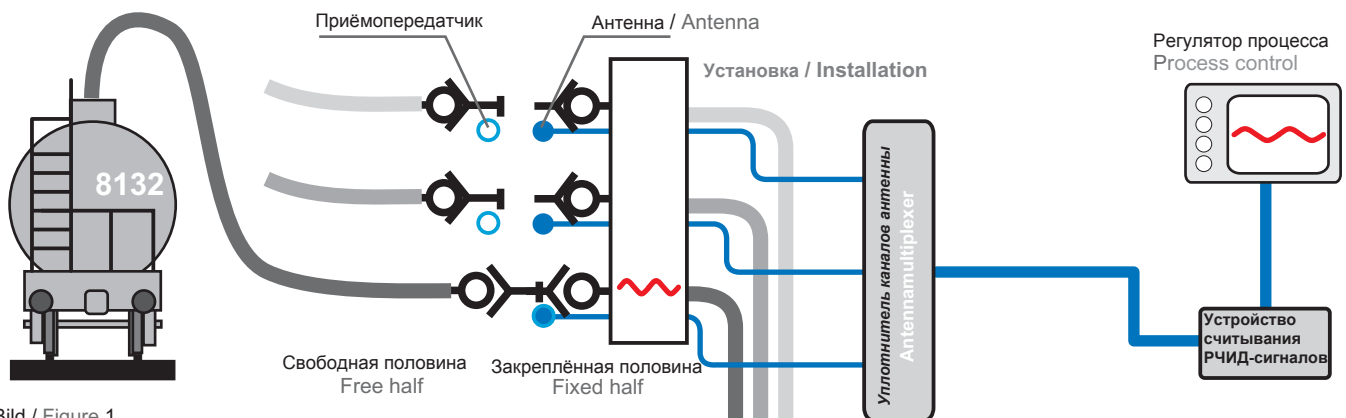 Приёмопередатчик
Антенна / Antenna
Установка / Installation
Регулятор процесса
Process control
8132
Уплотнитель каналов антенны
Antennamultiplexer
Устройство
считывания
РЧИД-сигналов
Свободная половина
Free half
Закреплённая половина
Fixed half
Bild / Figure 1